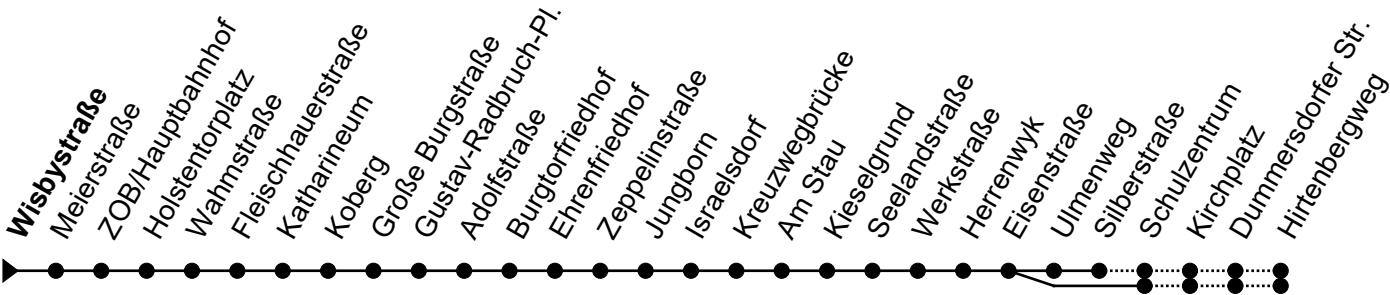 Wisbystraße
Meierstraße
ZOB/Hauptbahnhof
Holstentorplatz
Wahmstraße
Fleischhauerstraße
Katharineum
Koberg
Große Burgstraße
Gustav-Radbruch-Pl.
Adolfstraße
Burgtorfriedhof
Ehrenfriedhof
Zeppelinstraße
Jungborn
Israelsdorf
Kreuzwegbrücke
Am Stau
Kieselgrund
Seelandstraße
Werkstraße
Herrenwyk
Eisenstraße
Ulmenweg
Silberstraße
Schulzentrum
Kirchplatz
Dummersdorfer Str.
Hirtenbergweg